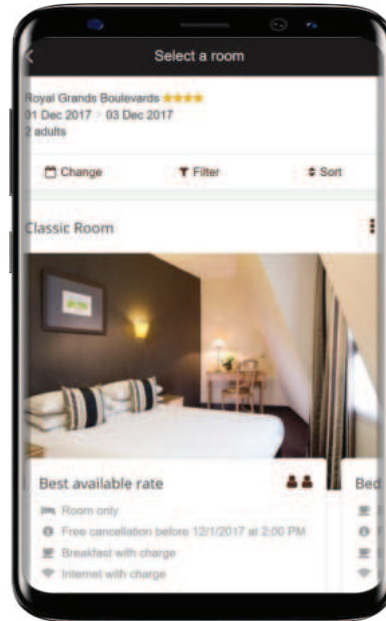 Select a room
Royal Grands Boulevards
01 Dec 2017 > 03 Dec 2017
2 adults
Change Filter Sort
Classic Room
Best available rate Bed
Room only
Free cancellation before 12/1/2017 at 2:00 PM
Breakfast with charge
Internet with charge